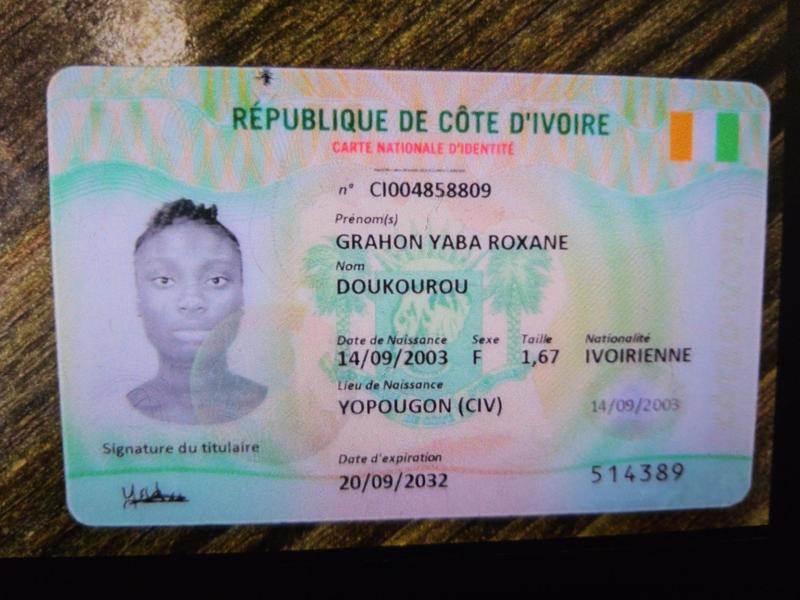 RÉPUBLIQUE DE CÔTE D'IVOIRE
CARTE NATIONALE D'IDENTITÉ
n° CI004858809
Prénom(s)
GRAHON YABA ROXANE
Nom
DOUKOUROU
Date de Naissance Sexe Taille Nationalité
14/09/2003 F 1,67 IVOIRIENNE
Lieu de Naissance
YOPOUGON (CIV) 14/09/2003
Signature du titulaire
Date d'expiration
20/09/2032
514389